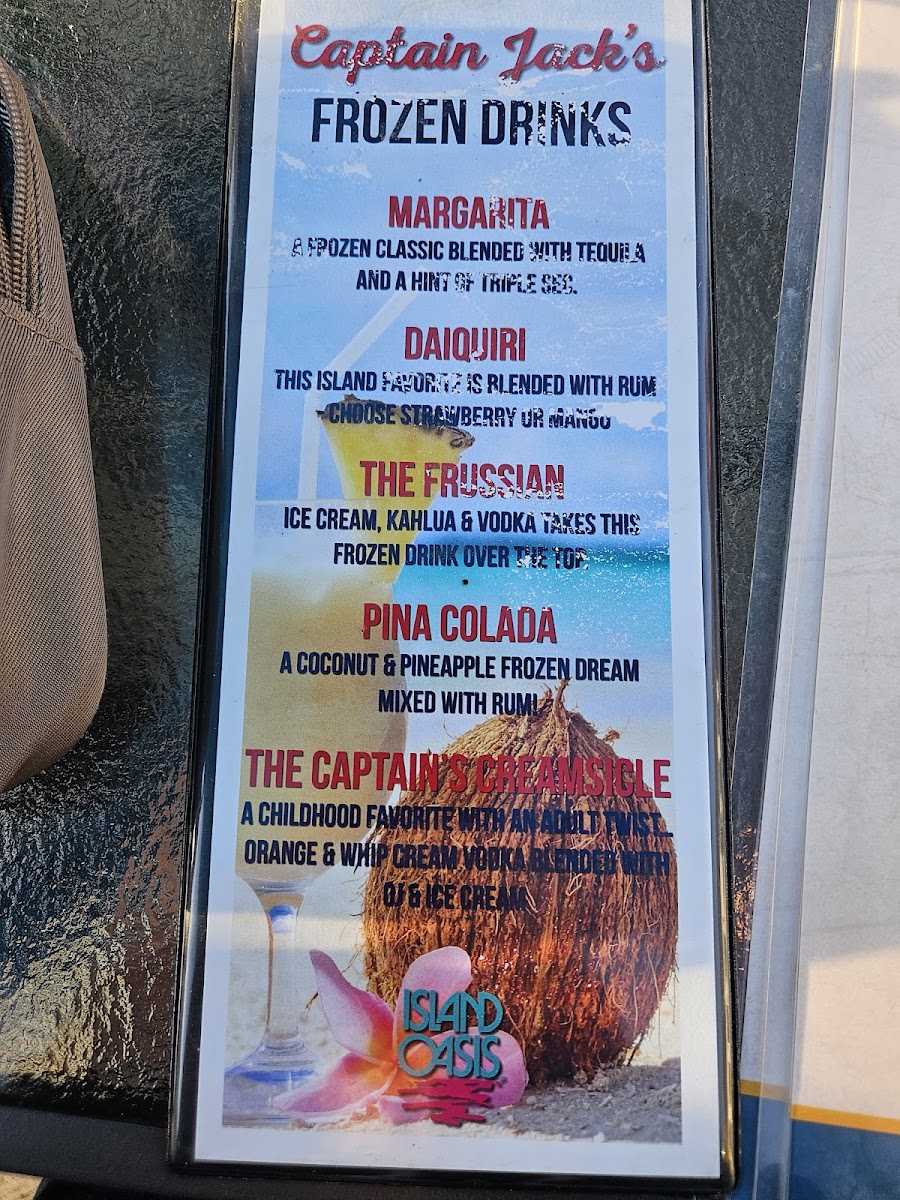 Captain Jack's
FROZEN DRINKS
MARGARITA
A FROZEN CLASSIC BLENDED WITH TEQUILA
AND A HINT OF TRIPLE SEC.
DAIQUIRI
THIS ISLAND FAVORITE IS BLENDED WITH RUM
CHOOSE STRAWBERRY OR MANGO
THE FRUSSIAN
ICE CREAM, KAHLUA & VODKA TAKES THIS
FROZEN DRINK OVER THE TOP.
PINA COLADA
A COCONUT & PINEAPPLE FROZEN DREAM
MIXED WITH RUM!
THE CAPTAIN'S CREAMSICLE
A CHILDHOOD FAVORITE WITH AN ADULT TWIST...
ORANGE & WHIP CREAM VODKA BLENDED WITH
OJ & ICE CREAM
ISLAND
OASIS